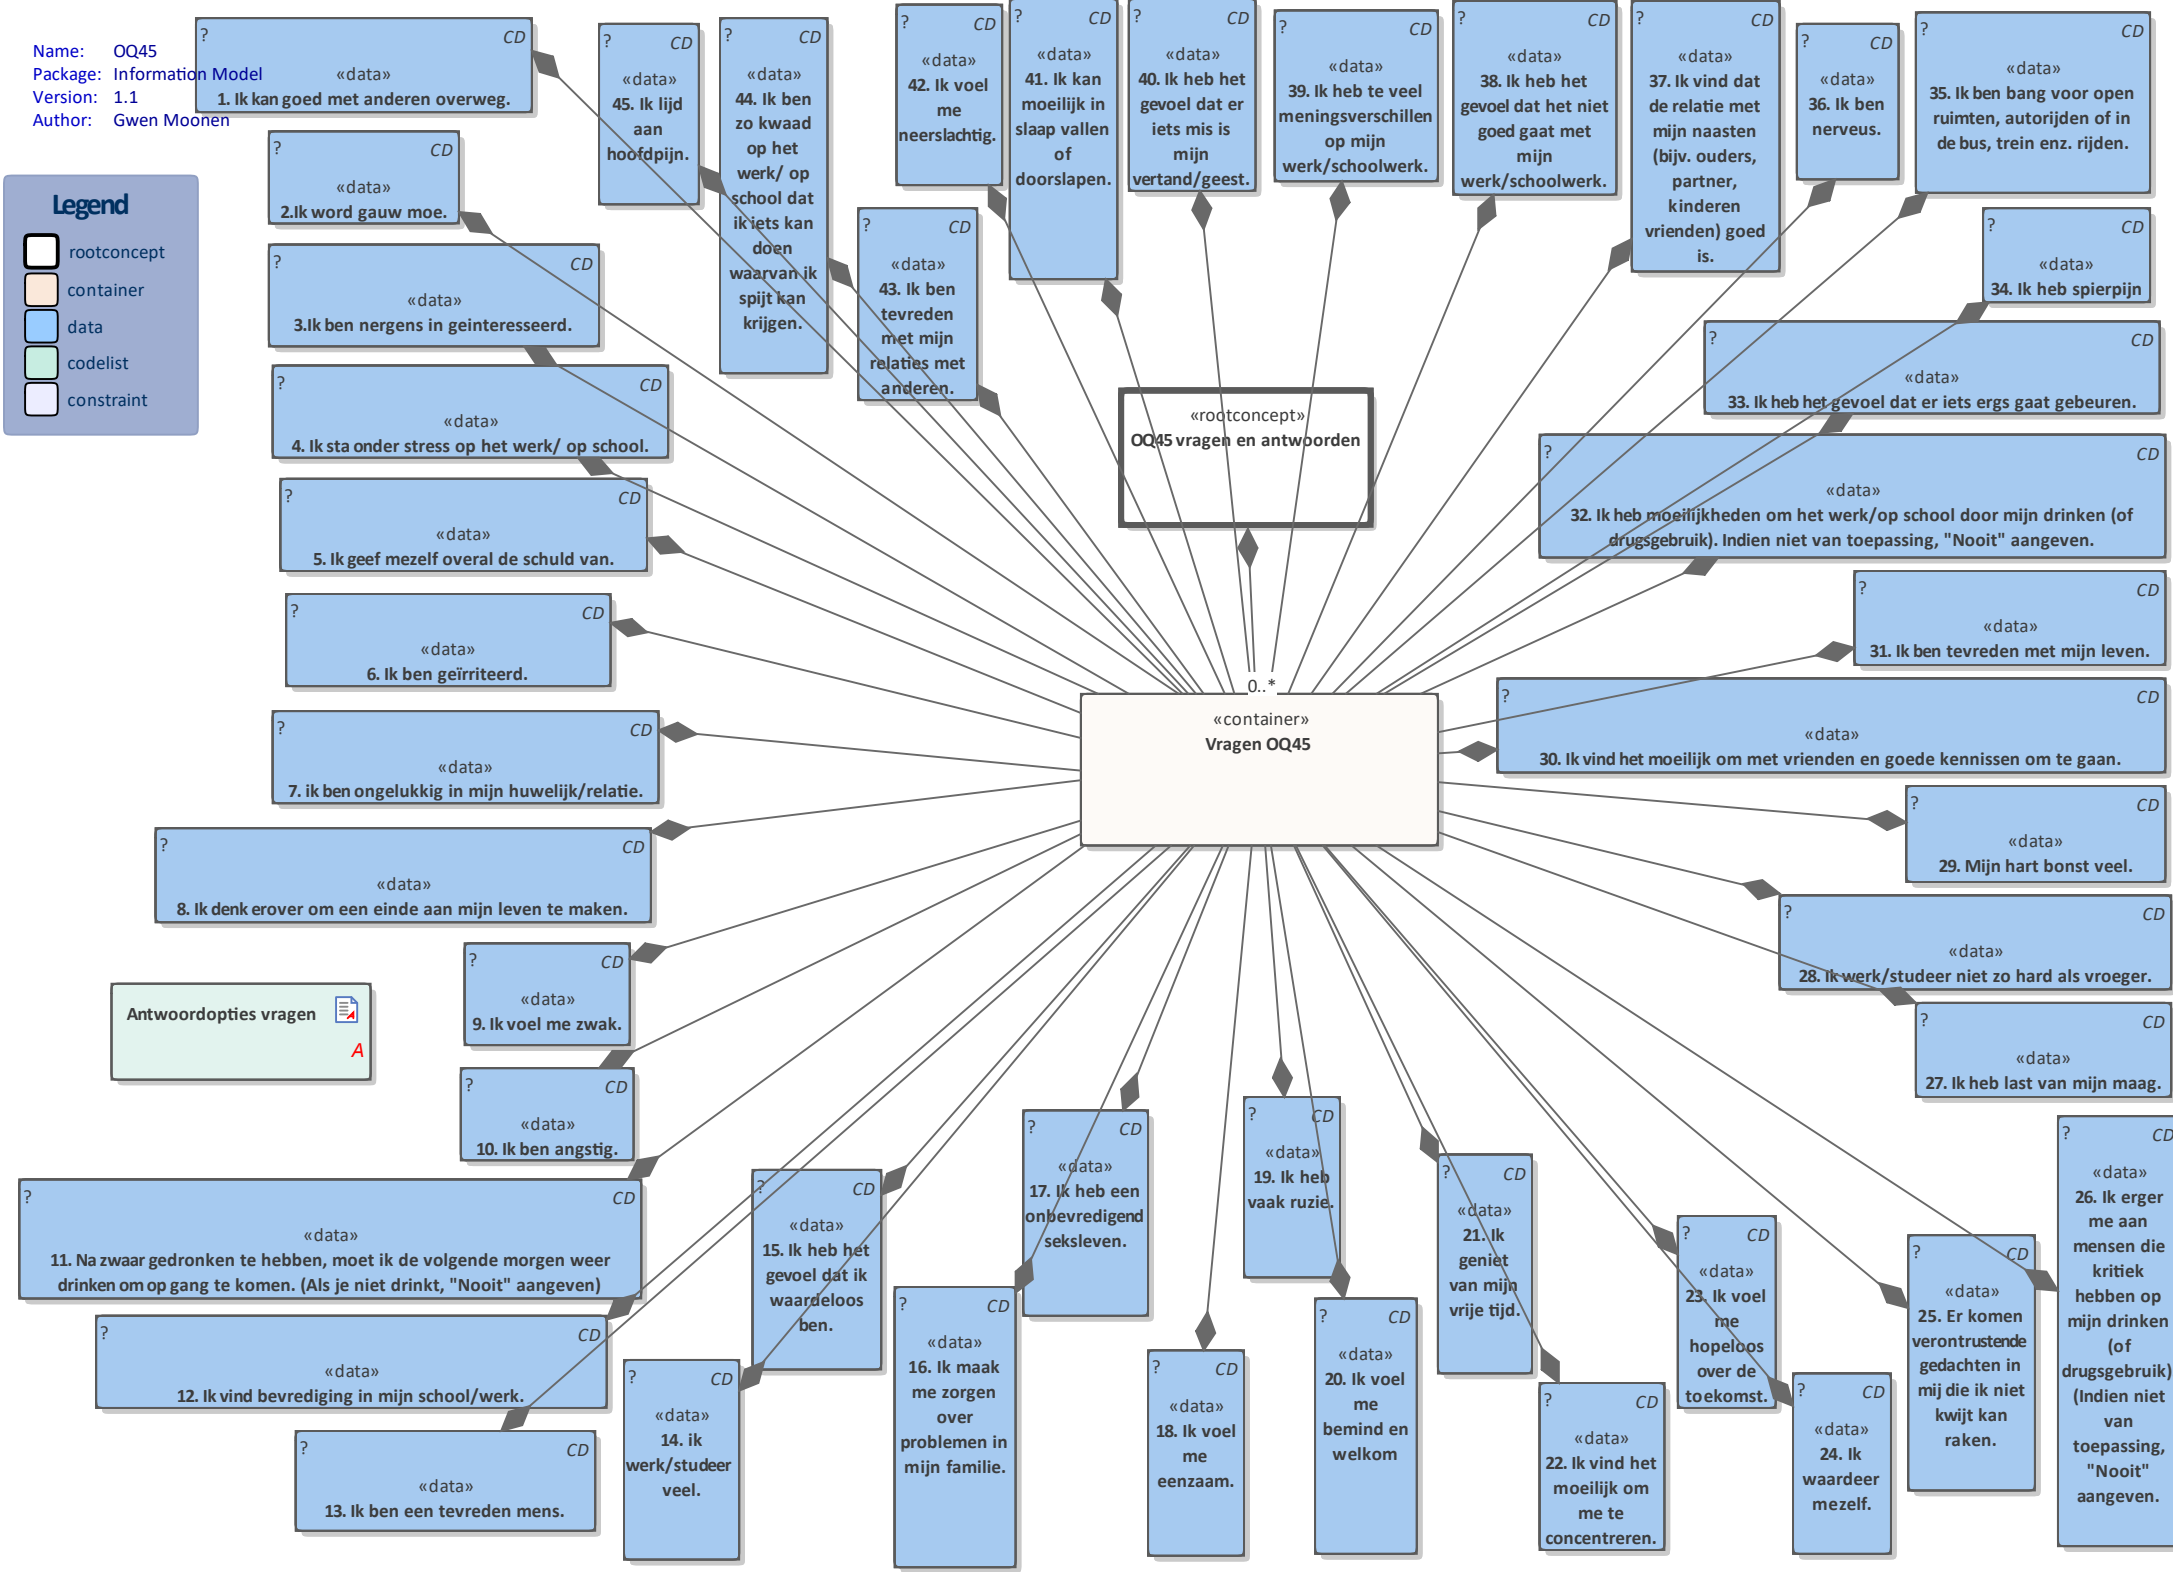 Name: OQ45
Package: Information Model
Version: 1.1
Author: Gwen Moonen
Legend
rootconcept
container
data
codelist
constraint
? CD
«data»
1. Ik kan goed met anderen overweg.
? CD
«data»
2.Ik word gauw moe.
? CD
«data»
3.Ik ben nergens in geinteresseerd.
? CD
«data»
4. Ik sta onder stress op het werk/ op school.
? CD
«data»
5. Ik geef mezelf overal de schuld van.
? CD
«data»
6. Ik ben geïrriteerd.
? CD
«data»
7. ik ben ongelukkig in mijn huwelijk/relatie.
? CD
«data»
8. Ik denk erover om een einde aan mijn leven te maken.
? CD
«data»
9. Ik voel me zwak.
? CD
«data»
10. Ik ben angstig.
? CD
«data»
11. Na zwaar gedronken te hebben, moet ik de volgende morgen weer
drinken om op gang te komen. (Als je niet drinkt, "Nooit" aangeven)
? CD
«data»
12. Ik vind bevrediging in mijn school/werk.
? CD
«data»
13. Ik ben een tevreden mens.
? CD
«data»
14. ik
werk/studeer
veel.
? CD
«data»
15. Ik heb het
gevoel dat ik
waardeloos
ben.
? CD
«data»
16. Ik maak
me zorgen
over
problemen in
mijn familie.
? CD
«data»
17. Ik heb een
onbevredigend
seksleven.
? CD
«data»
18. Ik voel
me
eenzaam.
? CD
«data»
19. Ik heb
vaak ruzie.
? CD
«data»
20. Ik voel
me
bemind en
welkom
? CD
«data»
21. Ik
geniet
van mijn
vrije tijd.
? CD
«data»
22. Ik vind het
moeilijk om
me te
concentreren.
? CD
«data»
23. Ik voel
me
hopeloos
over de
toekomst.
? CD
«data»
24. Ik
waardeer
mezelf.
? CD
«data»
25. Er komen
verontrustende
gedachten in
mij die ik niet
kwijt kan
raken.
? CD
«data»
26. Ik erger
me aan
mensen die
kritiek
hebben op
mijn drinken
(of
drugsgebruik)
(Indien niet
van
toepassing,
"Nooit"
aangeven.
? CD
«data»
27. Ik heb last van mijn maag.
? CD
«data»
28. Ik werk/studeer niet zo hard als vroeger.
? CD
«data»
29. Mijn hart bonst veel.
? CD
«data»
30. Ik vind het moeilijk om met vrienden en goede kennissen om te gaan.
? CD
«data»
31. Ik ben tevreden met mijn leven.
? CD
«data»
32. Ik heb moeilijkheden om het werk/op school door mijn drinken (of
drugsgebruik). Indien niet van toepassing, "Nooit" aangeven.
? CD
«data»
33. Ik heb het gevoel dat er iets ergs gaat gebeuren.
? CD
«data»
34. Ik heb spierpijn
? CD
«data»
35. Ik ben bang voor open
ruimten, autorijden of in
de bus, trein enz. rijden.
? CD
«data»
36. Ik ben
nerveus.
? CD
«data»
37. Ik vind dat
de relatie met
mijn naasten
(bijv. ouders,
partner,
kinderen
vrienden) goed
is.
? CD
«data»
38. Ik heb het
gevoel dat het niet
goed gaat met
mijn
werk/schoolwerk.
? CD
«data»
39. Ik heb te veel
meningsverschillen
op mijn
werk/schoolwerk.
? CD
«data»
40. Ik heb het
gevoel dat er
iets mis is
mijn
vertand/geest.
? CD
«data»
41. Ik kan
moeilijk in
slaap vallen
of
doorslapen.
? CD
«data»
42. Ik voel
me
neerslachtig.
? CD
«data»
43. Ik ben
tevreden
met mijn
relaties met
anderen.
? CD
«data»
44. Ik ben
zo kwaad
op het
werk/ op
school dat
ik iets kan
doen
waarvan ik
spijt kan
krijgen.
? CD
«data»
45. Ik lijd
aan
hoofdpijn.
«rootconcept»
OQ45 vragen en antwoorden
0..*
«container»
Vragen OQ45
Antwoordopties vragen
A